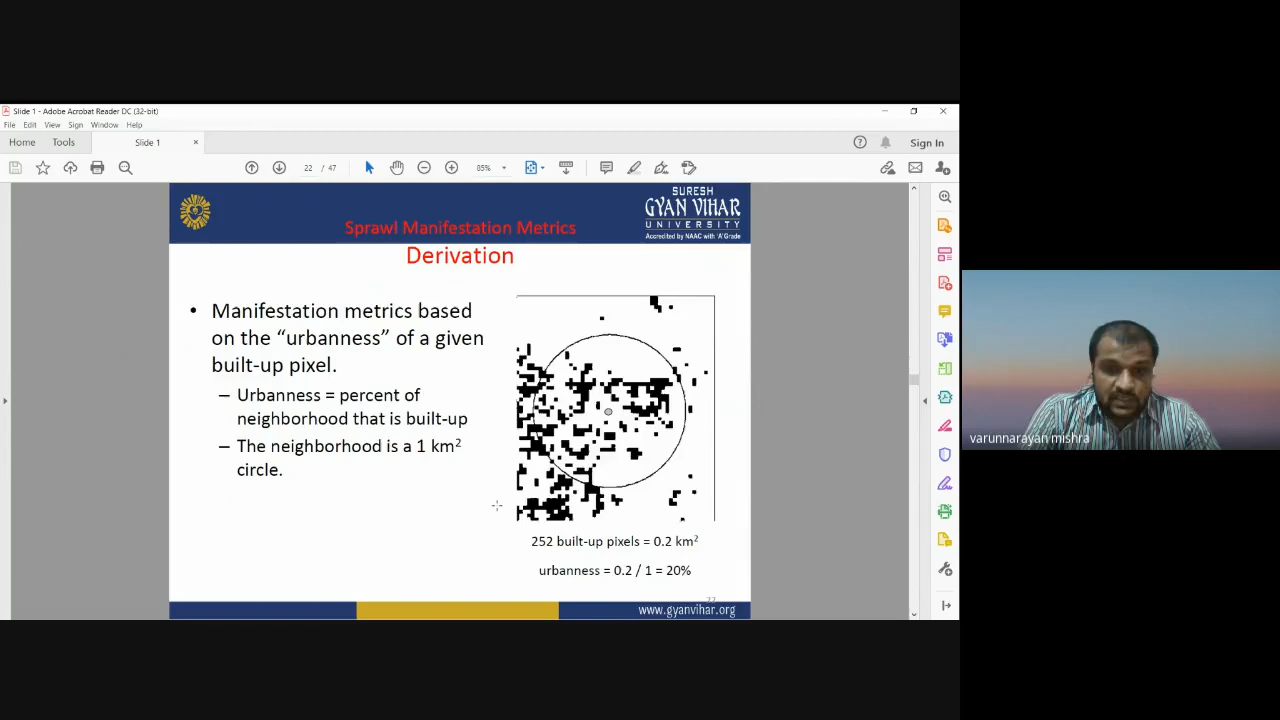 Slide 1 - Adobe Acrobat Reader DC (32-bit)
File Edit View Sign Window Help
Home Tools Slide 1 × Sign In
22 / 47 85%
SURESH
GYAN VIHAR
UNIVERSITY
Accredited by NAAC with 'A' Grade
Sprawl Manifestation Metrics
Derivation
• Manifestation metrics based
on the “urbanness” of a given
built-up pixel.
– Urbanness = percent of
neighborhood that is built-up
– The neighborhood is a 1 km²
circle.
252 built-up pixels = 0.2 km²
urbanness = 0.2 / 1 = 20%
www.gyanvihar.org
varunnarayan mishra